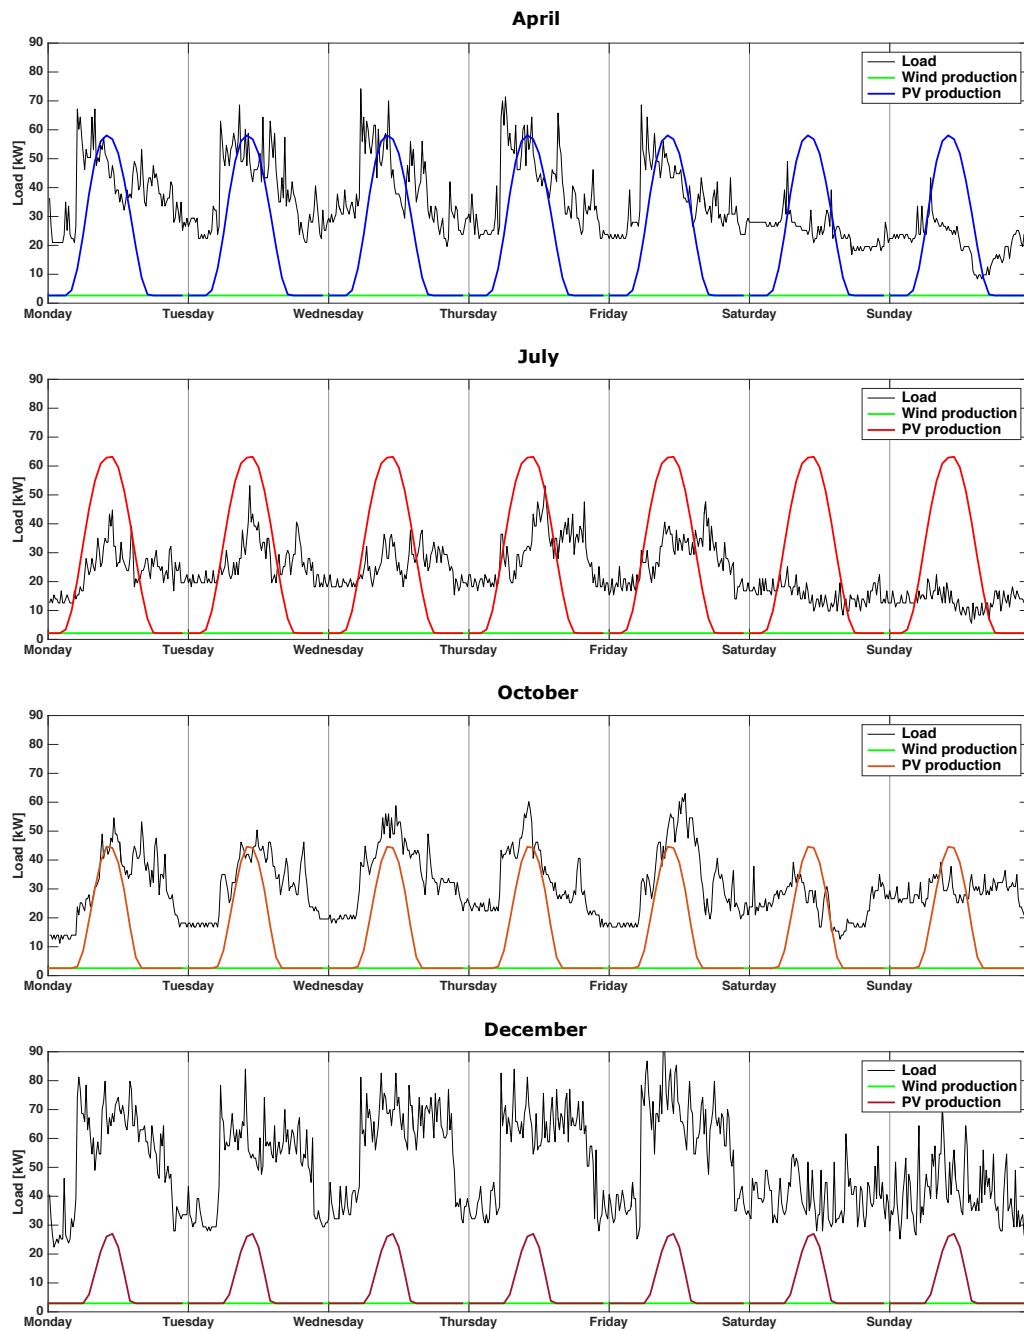 April
90
80
70
60
50
40
30
20
10
0
Load [kW]
Load
Wind production
PV production
Monday Tuesday Wednesday Thursday Friday Saturday Sunday
July
90
80
70
60
50
40
30
20
10
0
Load [kW]
Load
Wind production
PV production
Monday Tuesday Wednesday Thursday Friday Saturday Sunday
October
90
80
70
60
50
40
30
20
10
0
Load [kW]
Load
Wind production
PV production
Monday Tuesday Wednesday Thursday Friday Saturday Sunday
December
90
80
70
60
50
40
30
20
10
0
Load [kW]
Load
Wind production
PV production
Monday Tuesday Wednesday Thursday Friday Saturday Sunday